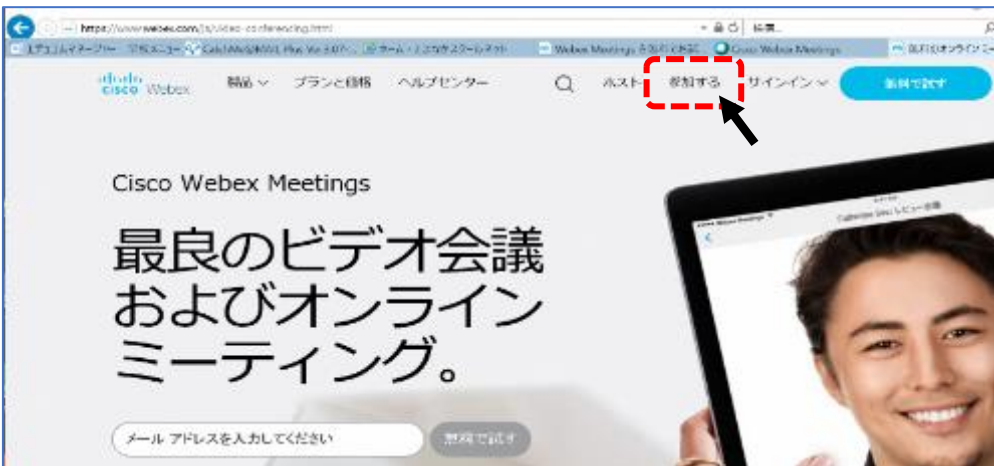 https://www.webex.com/ja/video-conferencing.html
検索...
Cisco Webex Meetings
cisco Webex
製品
プランと価格
ヘルプセンター
ホスト
参加する
サインイン
無料で試す
Cisco Webex Meetings
最良のビデオ会議
およびオンライン
ミーティング。
メール アドレスを入力してください
無料で試す